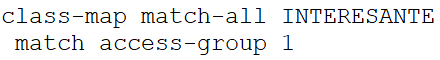 class-map match-all INTERESANTE
 match access-group 1